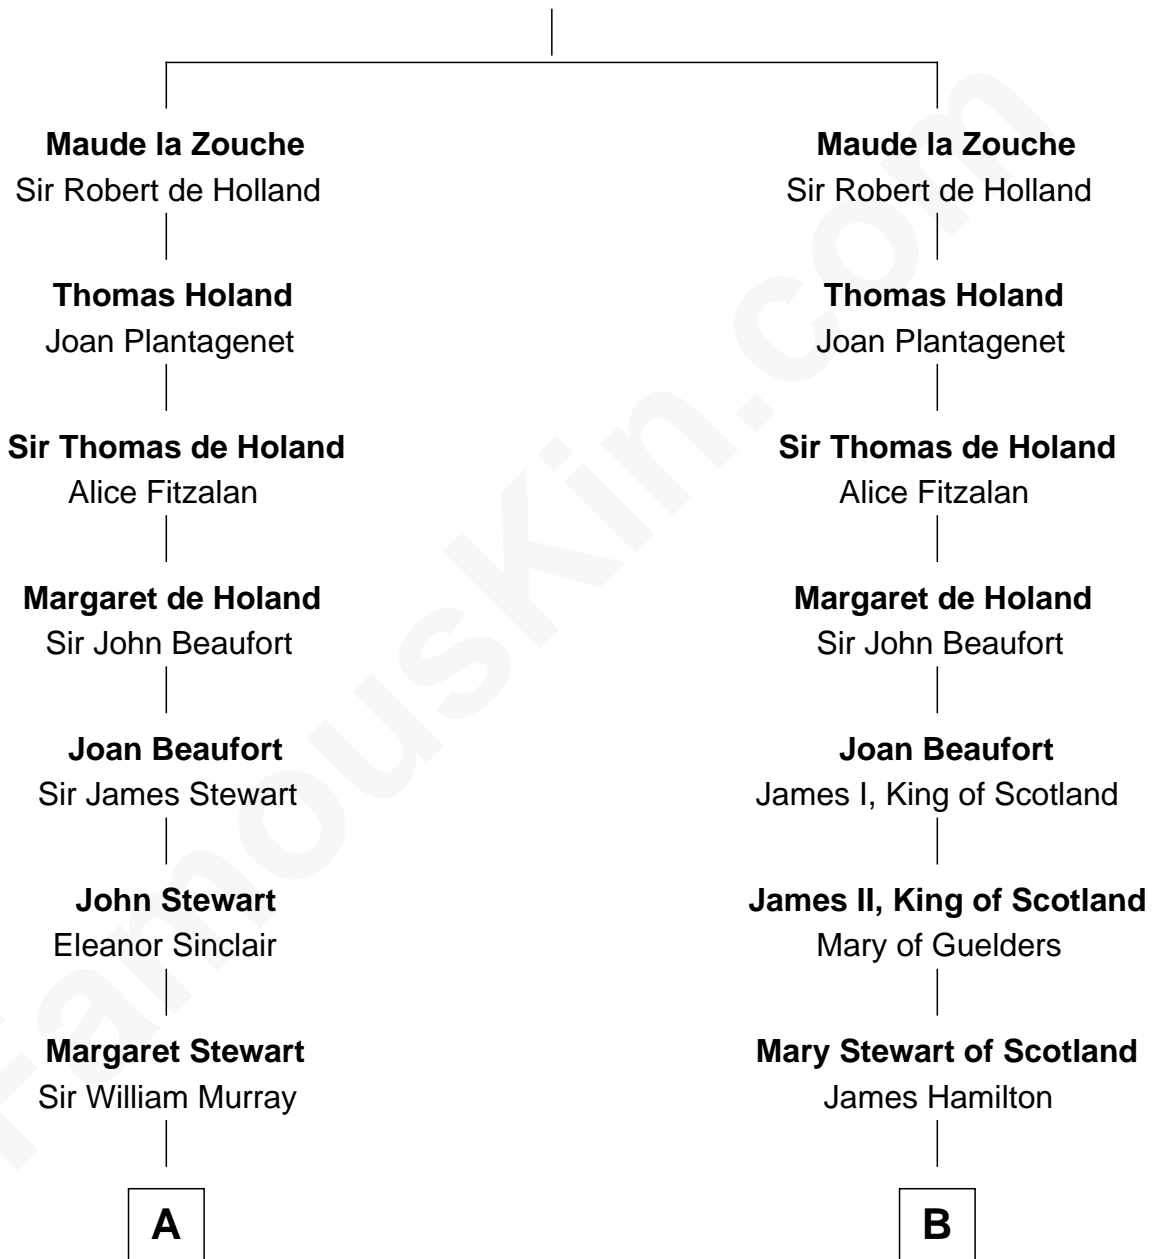 Maude la Zouche
Sir Robert de Holland
Thomas Holand
Joan Plantagenet
Sir Thomas de Holand
Alice Fitzalan
Margaret de Holand
Sir John Beaufort
Joan Beaufort
Sir James Stewart
John Stewart
Eleanor Sinclair
Margaret Stewart
Sir William Murray
A
Maude la Zouche
Sir Robert de Holland
Thomas Holand
Joan Plantagenet
Sir Thomas de Holand
Alice Fitzalan
Margaret de Holand
Sir John Beaufort
Joan Beaufort
James I, King of Scotland
James II, King of Scotland
Mary of Guelders
Mary Stewart of Scotland
James Hamilton
B
FamousKin.com